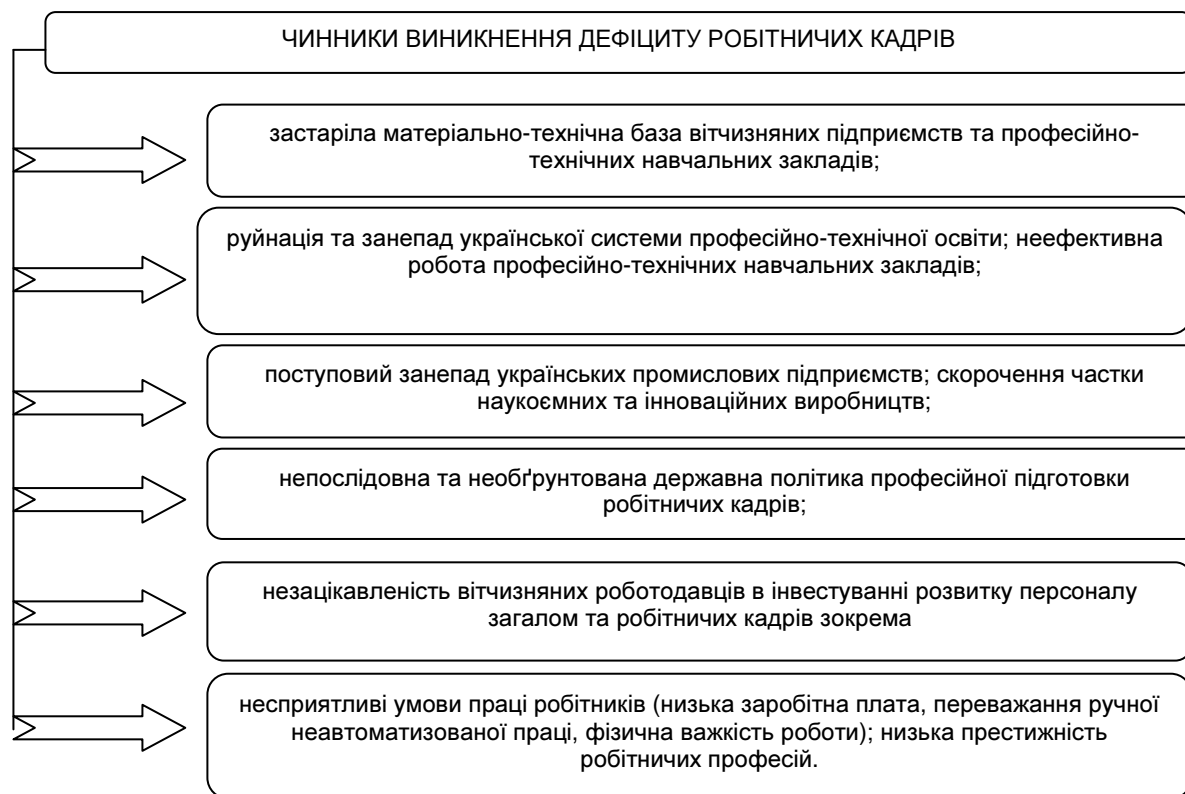 ЧИННИКИ ВИНИКНЕННЯ ДЕФІЦИТУ РОБІТНИЧИХ КАДРІВ
застаріла матеріально-технічна база вітчизняних підприємств та професійно-
технічних навчальних закладів;
руйнація та занепад української системи професійно-технічної освіти; неефективна
робота професійно-технічних навчальних закладів;
поступовий занепад українських промислових підприємств; скорочення частки
наукоємних та інноваційних виробництв;
непослідовна та необґрунтована державна політика професійної підготовки
робітничих кадрів;
незацікавленість вітчизняних роботодавців в інвестуванні розвитку персоналу
загалом та робітничих кадрів зокрема
несприятливі умови праці робітників (низька заробітна плата, переважання ручної
неавтоматизованої праці, фізична важкість роботи); низька престижність
робітничих професій.